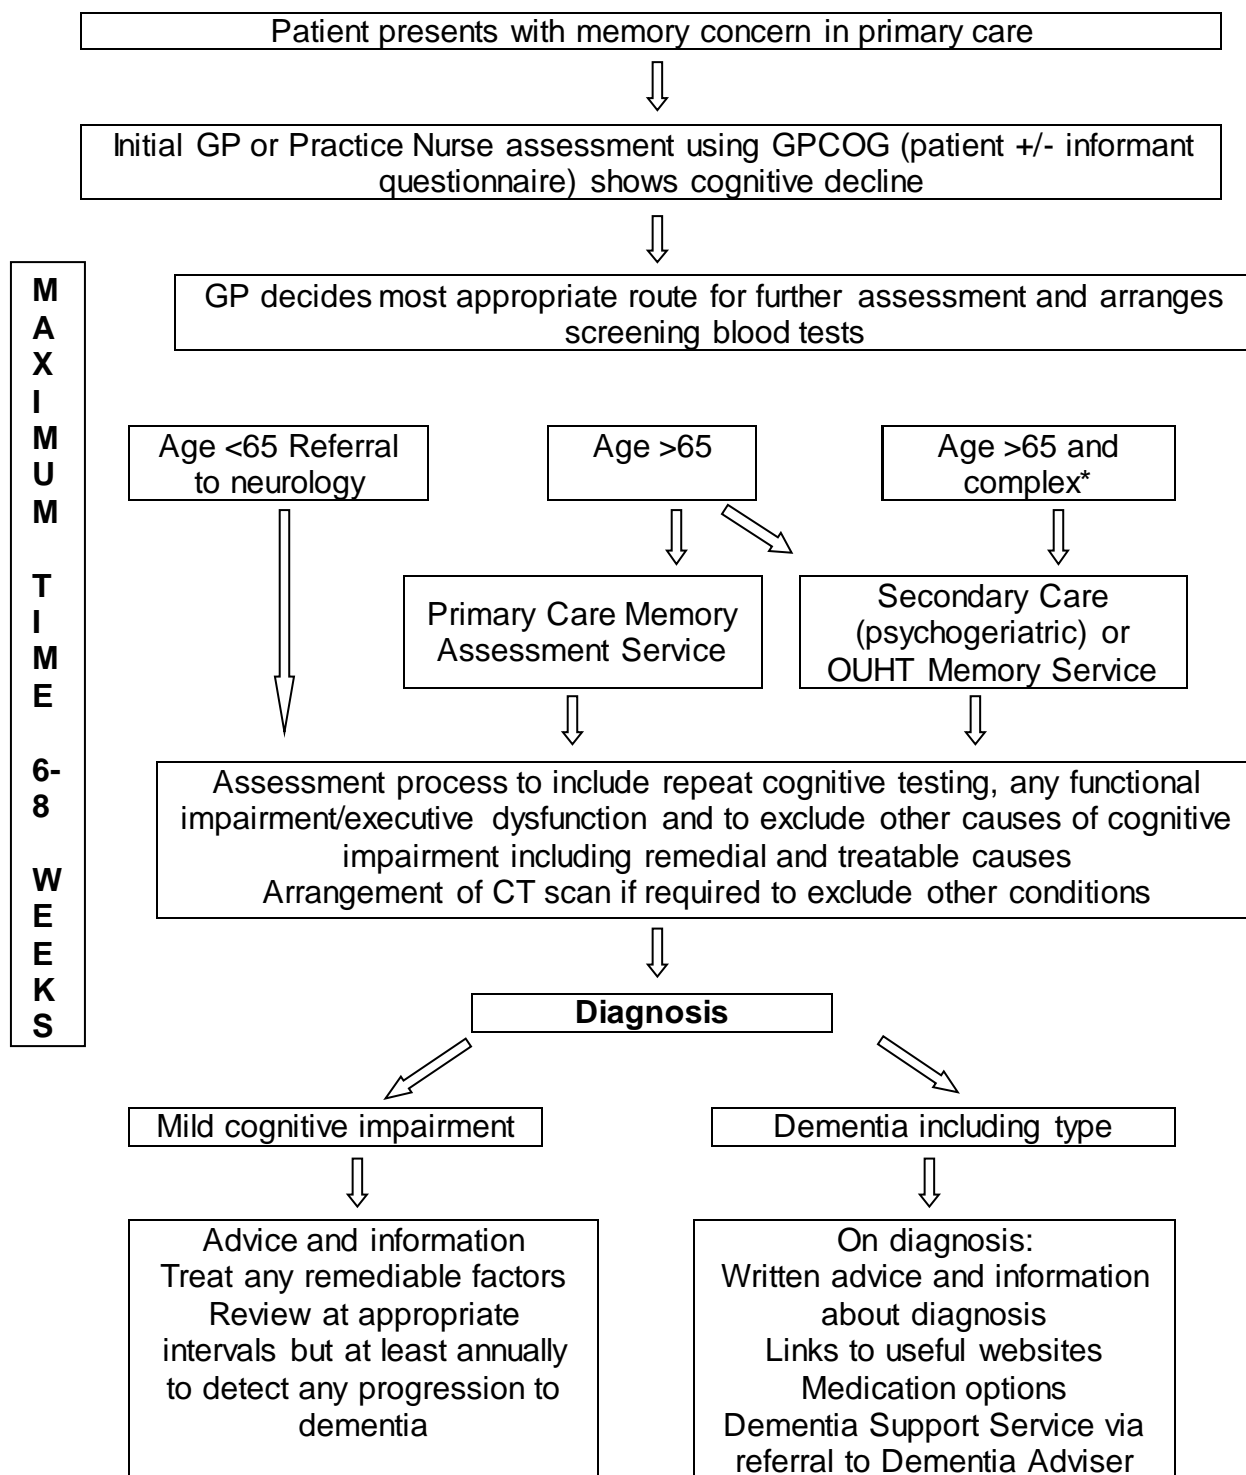 Patient presents with memory concern in primary care
Initial GP or Practice Nurse assessment using GPCOG (patient +/- informant
questionnaire) shows cognitive decline
M
A
X
I
M
U
M
T
I
M
E
6-
8
W
E
E
K
S
GP decides most appropriate route for further assessment and arranges
screening blood tests
Age <65 Referral
to neurology
Age >65
Age >65 and
complex*
Primary Care Memory
Assessment Service
Secondary Care
(psychogeriatric) or
OUHT Memory Service
Assessment process to include repeat cognitive testing, any functional
impairment/executive dysfunction and to exclude other causes of cognitive
impairment including remedial and treatable causes
Arrangement of CT scan if required to exclude other conditions
Diagnosis
Mild cognitive impairment
Dementia including type
Advice and information
Treat any remediable factors
Review at appropriate
intervals but at least annually
to detect any progression to
dementia
On diagnosis:
Written advice and information
about diagnosis
Links to useful websites
Medication options
Dementia Support Service via
referral to Dementia Adviser